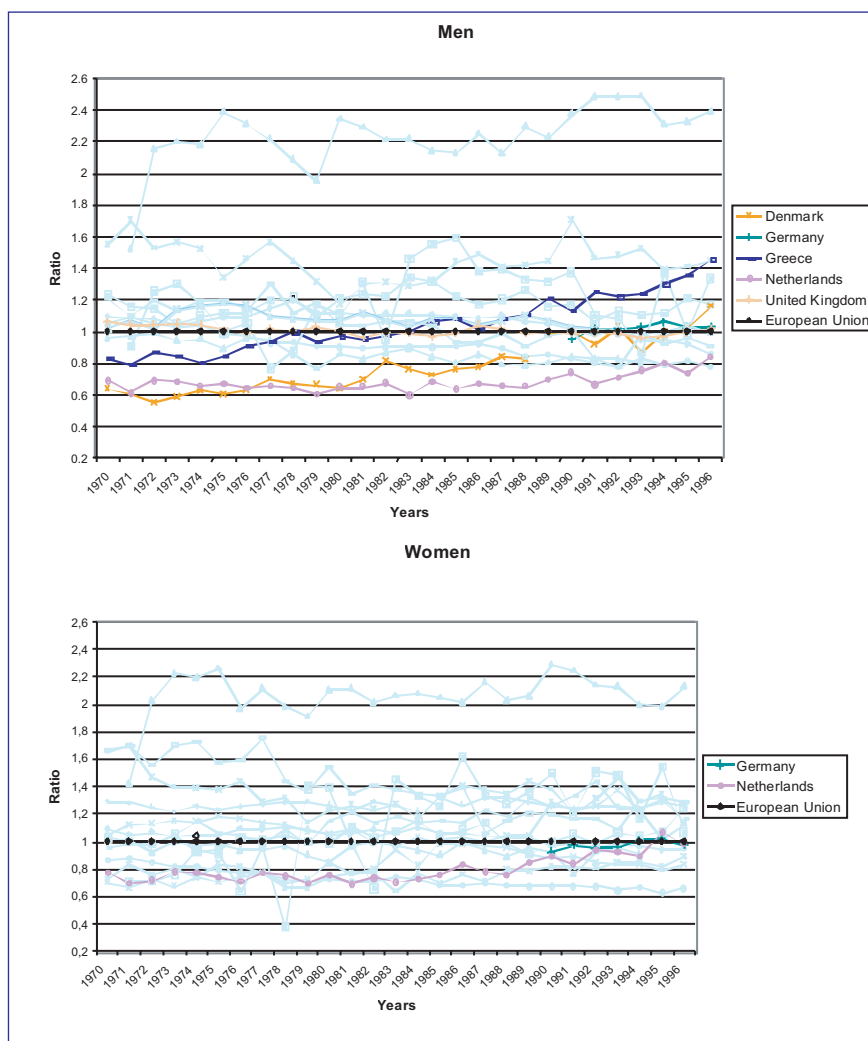 Men
2.6
2.4
2.2
2
1.8
1.6
1.4
1.2
1
0.8
0.6
0.4
0.2
Ratio
1970 1971 1972 1973 1974 1975 1976 1977 1978 1979 1980 1981 1982 1983 1984 1985 1986 1987 1988 1989 1990 1991 1992 1993 1994 1995 1996
Years
Denmark
Germany
Greece
Netherlands
United Kingdom
European Union
Women
2,6
2,4
2,2
2
1,8
1,6
1,4
1,2
1
0,8
0,6
0,4
0,2
Ratio
1970 1971 1972 1973 1974 1975 1976 1977 1978 1979 1980 1981 1982 1983 1984 1985 1986 1987 1988 1989 1990 1991 1992 1993 1994 1995 1996
Years
Germany
Netherlands
European Union